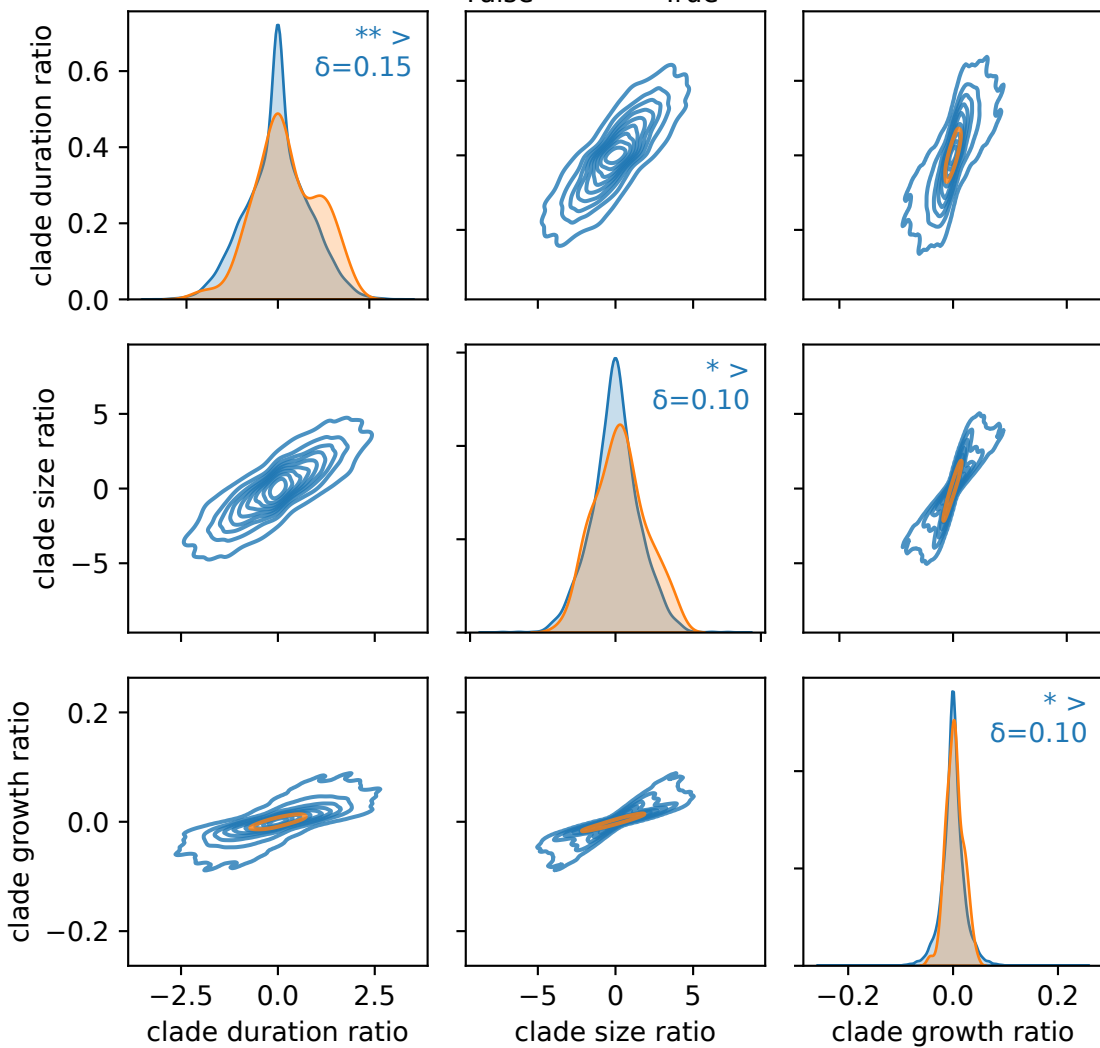 clade duration ratio
0.6
0.4
0.2
0.0
** >
δ=0.15
clade size ratio
5
0
−5
* >
δ=0.10
clade growth ratio
0.2
0.0
−0.2
* >
δ=0.10
−2.5 0.0 2.5
−5 0 5
−0.2 0.0 0.2
clade duration ratio
clade size ratio
clade growth ratio